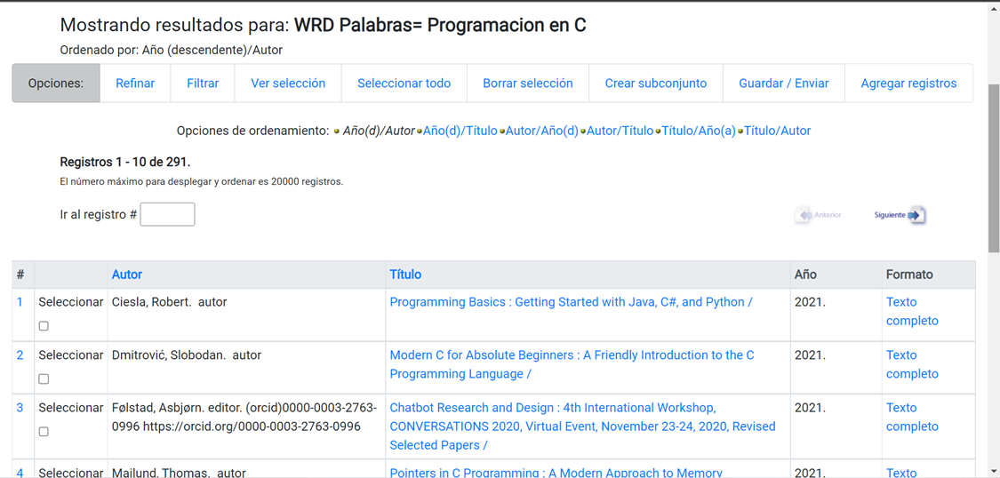 Mostrando resultados para: WRD Palabras= Programacion en C
Ordenado por: Año (descendente)/Autor
Opciones: Refinar Filtrar Ver selección Seleccionar todo Borrar selección Crear subconjunto Guardar / Enviar Agregar registros
Opciones de ordenamiento: Año(d)/Autor Año(d)/Título Autor/Año(d) Autor/Título Título/Año(a) Título/Autor
Registros 1 - 10 de 291.
El número máximo para desplegar y ordenar es 20000 registros.
Ir al registro #
Anterior Siguiente
# Autor Título Año Formato
1 Seleccionar Ciesla, Robert. autor Programming Basics : Getting Started with Java, C#, and Python / 2021. Texto
completo
2 Seleccionar Dmitrović, Slobodan. autor Modern C for Absolute Beginners : A Friendly Introduction to the C 2021. Texto
Programming Language / completo
3 Seleccionar Følstad, Asbjørn. editor. (orcid)0000-0003-2763- Chatbot Research and Design : 4th International Workshop, 2021. Texto
0996 https://orcid.org/0000-0003-2763-0996 CONVERSATIONS 2020, Virtual Event, November 23-24, 2020, Revised completo
Selected Papers /
4 Seleccionar Mailund, Thomas. autor Pointers in C Programming : A Modern Approach to Memory 2021. Texto